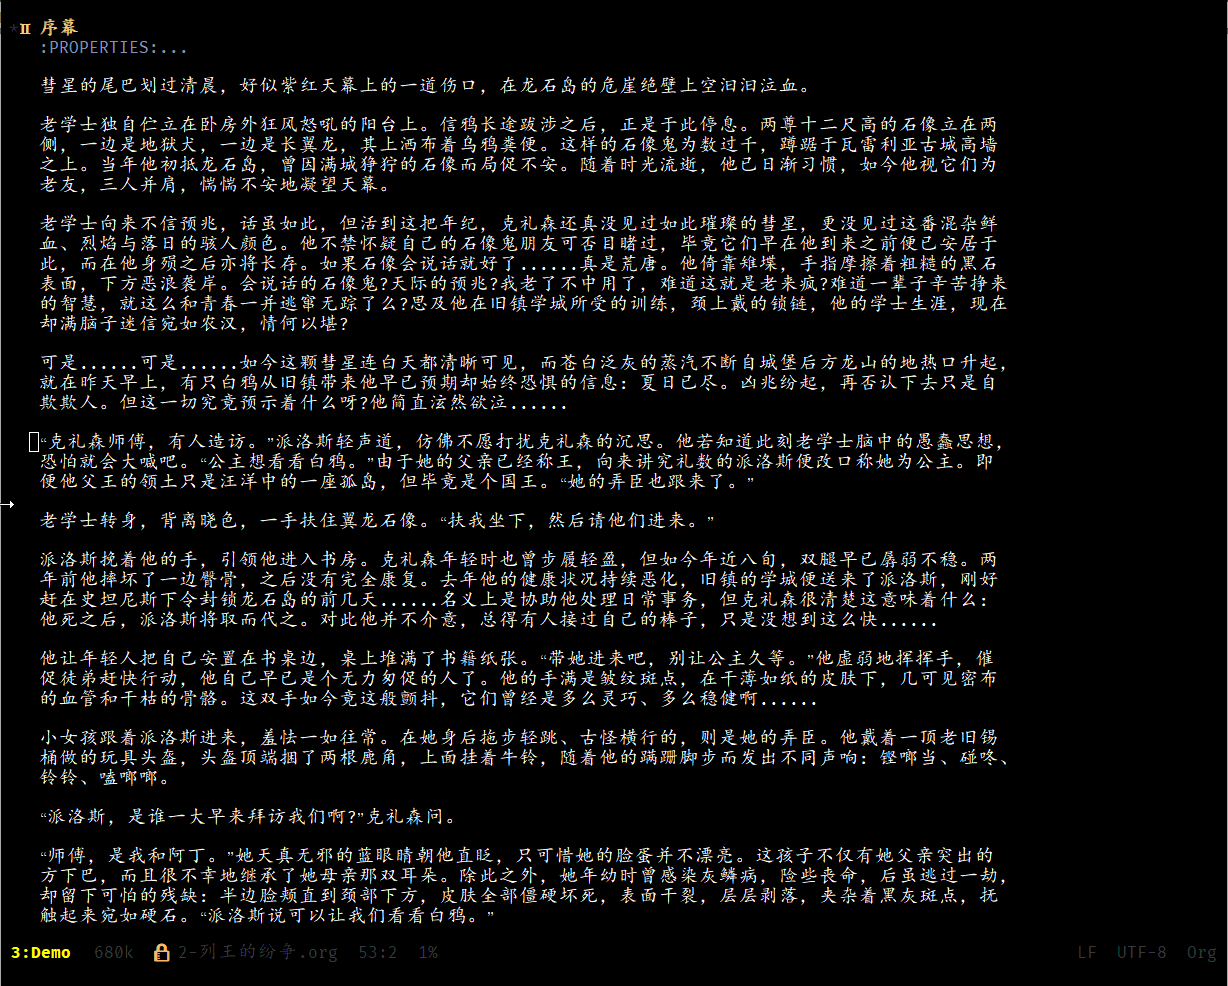 *II 序幕
:PROPERTIES:...
彗星的尾巴划过清晨，好似紫红天幕上的一道伤口，在龙石岛的危崖绝壁上空汩汩泣血。
老学士独自伫立在卧房外狂风怒吼的阳台上。信鸦长途跋涉之后，正是于此停息。两尊十二尺高的石像立在两
侧，一边是地狱犬，一边是长翼龙，其上洒布着乌鸦粪便。这样的石像鬼为数过千，蹲踞于瓦雷利亚古城高墙
之上。当年他初抵龙石岛，曾因满城狰狞的石像而局促不安。随着时光流逝，他已日渐习惯，如今他视它们为
老友，三人并肩，惴惴不安地凝望天幕。
老学士向来不信预兆，话虽如此，但活到这把年纪，克礼森还真没见过如此璀璨的彗星，更没见过这番混杂鲜
血、烈焰与落日的骇人颜色。他不禁怀疑自己的石像鬼朋友可否目睹过，毕竟它们早在他到来之前便已安居于
此，而在他身殁之后亦将长存。如果石像会说话就好了......真是荒唐。他倚靠雉堞，手指摩擦着粗糙的黑石
表面，下方恶浪袭岸。会说话的石像鬼?天际的预兆?我老了不中用了，难道这就是老来疯?难道一辈子辛苦挣来
的智慧，就这么和青春一并逃窜无踪了么?思及他在旧镇学城所受的训练，颈上戴的锁链，他的学士生涯，现在
却满脑子迷信宛如农汉，情何以堪?
可是......可是......如今这颗彗星连白天都清晰可见，而苍白泛灰的蒸汽不断自城堡后方龙山的地热口升起，
就在昨天早上，有只白鸦从旧镇带来他早已预期却始终恐惧的信息：夏日已尽。凶兆纷起，再否认下去只是自
欺欺人。但这一切究竟预示着什么呀?他简直泫然欲泣......
“克礼森师傅，有人造访。”派洛斯轻声道，仿佛不愿打扰克礼森的沉思。他若知道此刻老学士脑中的愚蠢思想，
恐怕就会大喊吧。“公主想看看白鸦。”由于她的父亲已经称王，向来讲究礼数的派洛斯便改口称她为公主。即
便他父王的领土只是汪洋中的一座孤岛，但毕竟是个国王。“她的弄臣也跟来了。”
老学士转身，背离晓色，一手扶住翼龙石像。“扶我坐下，然后请他们进来。”
派洛斯挽着他的手，引领他进入书房。克礼森年轻时也曾步履轻盈，但如今年近八旬，双腿早已孱弱不稳。两
年前他摔坏了一边臀骨，之后没有完全康复。去年他的健康状况持续恶化，旧镇的学城便送来了派洛斯，刚好
赶在史坦尼斯下令封锁龙石岛的前几天......名义上是协助他处理日常事务，但克礼森很清楚这意味着什么：
他死之后，派洛斯将取而代之。对此他并不介意，总得有人接过自己的棒子，只是没想到这么快......
他让年轻人把自己安置在书桌边，桌上堆满了书籍纸张。“带她进来吧，别让公主久等。”他虚弱地挥挥手，催
促徒弟赶快行动，他自己早已是个无力匆促的人了。他的手满是皱纹斑点，在干薄如纸的皮肤下，几可见密布
的血管和干枯的骨骼。这双手如今竟这般颤抖，它们曾经是多么灵巧、多么稳健啊......
小女孩跟着派洛斯进来，羞怯一如往常。在她身后拖步轻跳、古怪横行的，则是她的弄臣。他戴着一顶老旧锡
桶做的玩具头盔，头盔顶端捆了两根鹿角，上面挂着牛铃，随着他的蹒跚脚步而发出不同声响：铿啷当、碰咚、
铃铃、嗑啷啷。
“派洛斯，是谁一大早来拜访我们啊?”克礼森问。
“师傅，是我和阿丁。”她天真无邪的蓝眼睛朝他直眨，只可惜她的脸蛋并不漂亮。这孩子不仅有她父亲突出的
方下巴，而且很不幸地继承了她母亲那双耳朵。除此之外，她年幼时曾感染灰鳞病，险些丧命，后虽逃过一劫，
却留下可怕的残缺：半边脸颊直到颈部下方，皮肤全部僵硬坏死，表面干裂，层层剥落，夹杂着黑灰斑点，抚
触起来宛如硬石。“派洛斯说可以让我们看看白鸦。”
3:Demo 680k 2-列王的纷争.org 53:2 1% LF UTF-8 Org